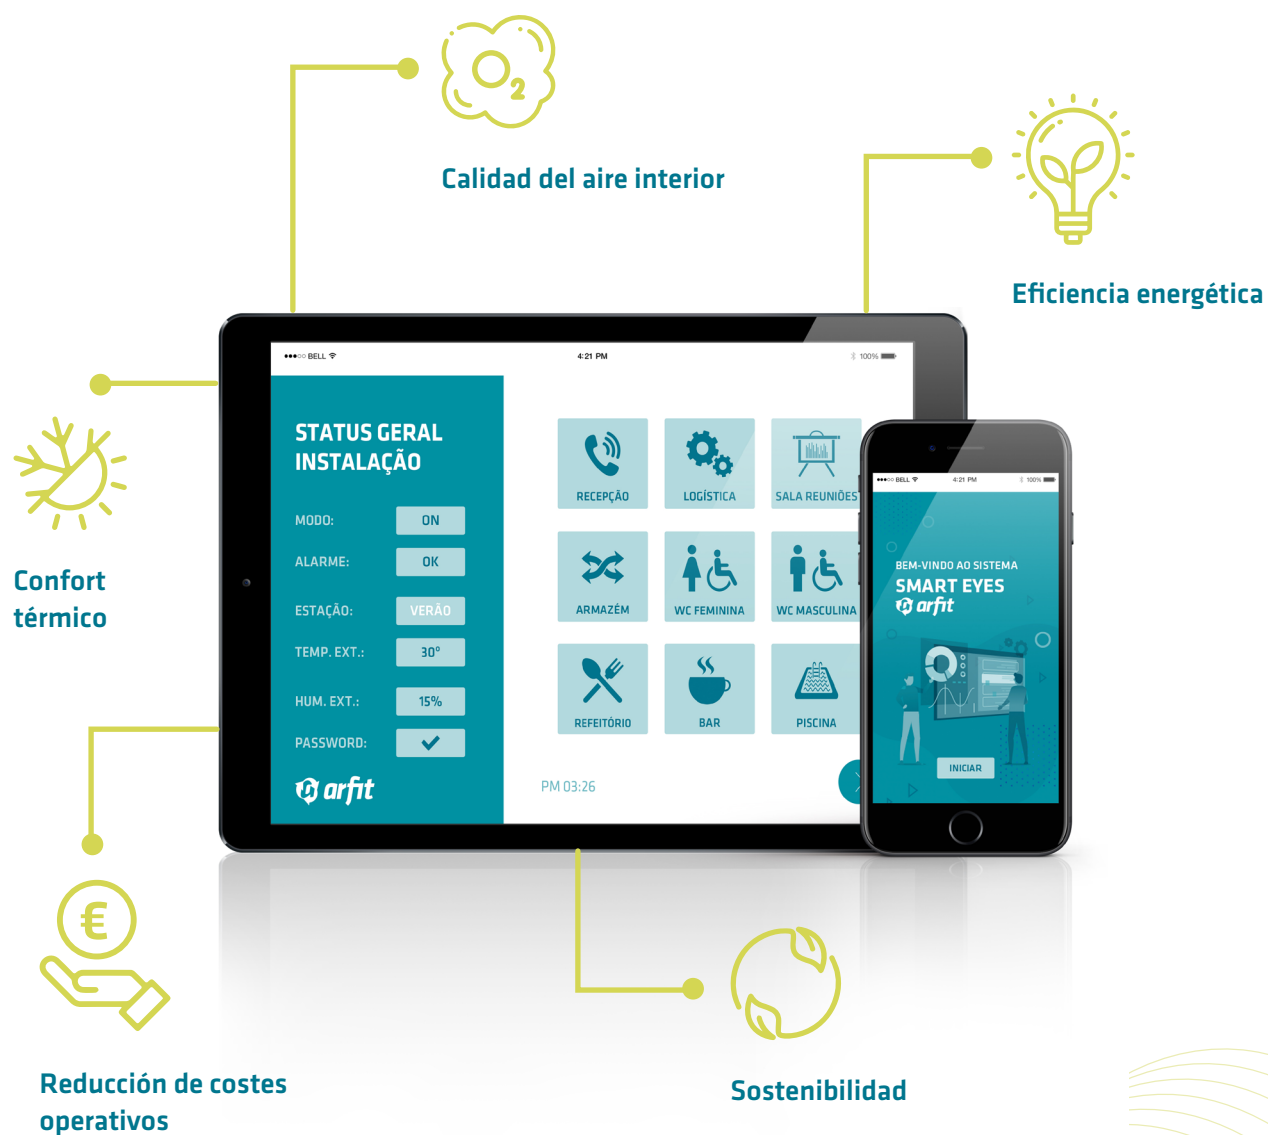 O2
Calidad del aire interior
Eficiencia energética
Confort
térmico
€
Reducción de costes
operativos
Sostenibilidad
BELL
4:21 PM
100%
STATUS GERAL
INSTALAÇÃO
MODO: ON
ALARME: OK
ESTAÇÃO: VERÃO
TEMP. EXT.: 30º
HUM. EXT.: 15%
PASSWORD:
arfit
RECEPÇÃO
LOGÍSTICA
SALA REUNIÕES
ARMAZÉM
WC FEMININA
WC MASCULINA
REFEITÓRIO
BAR
PISCINA
PM 03:26
BELL
4:21 PM
100%
BEM-VINDO AO SISTEMA
SMART EYES
arfit
INICIAR